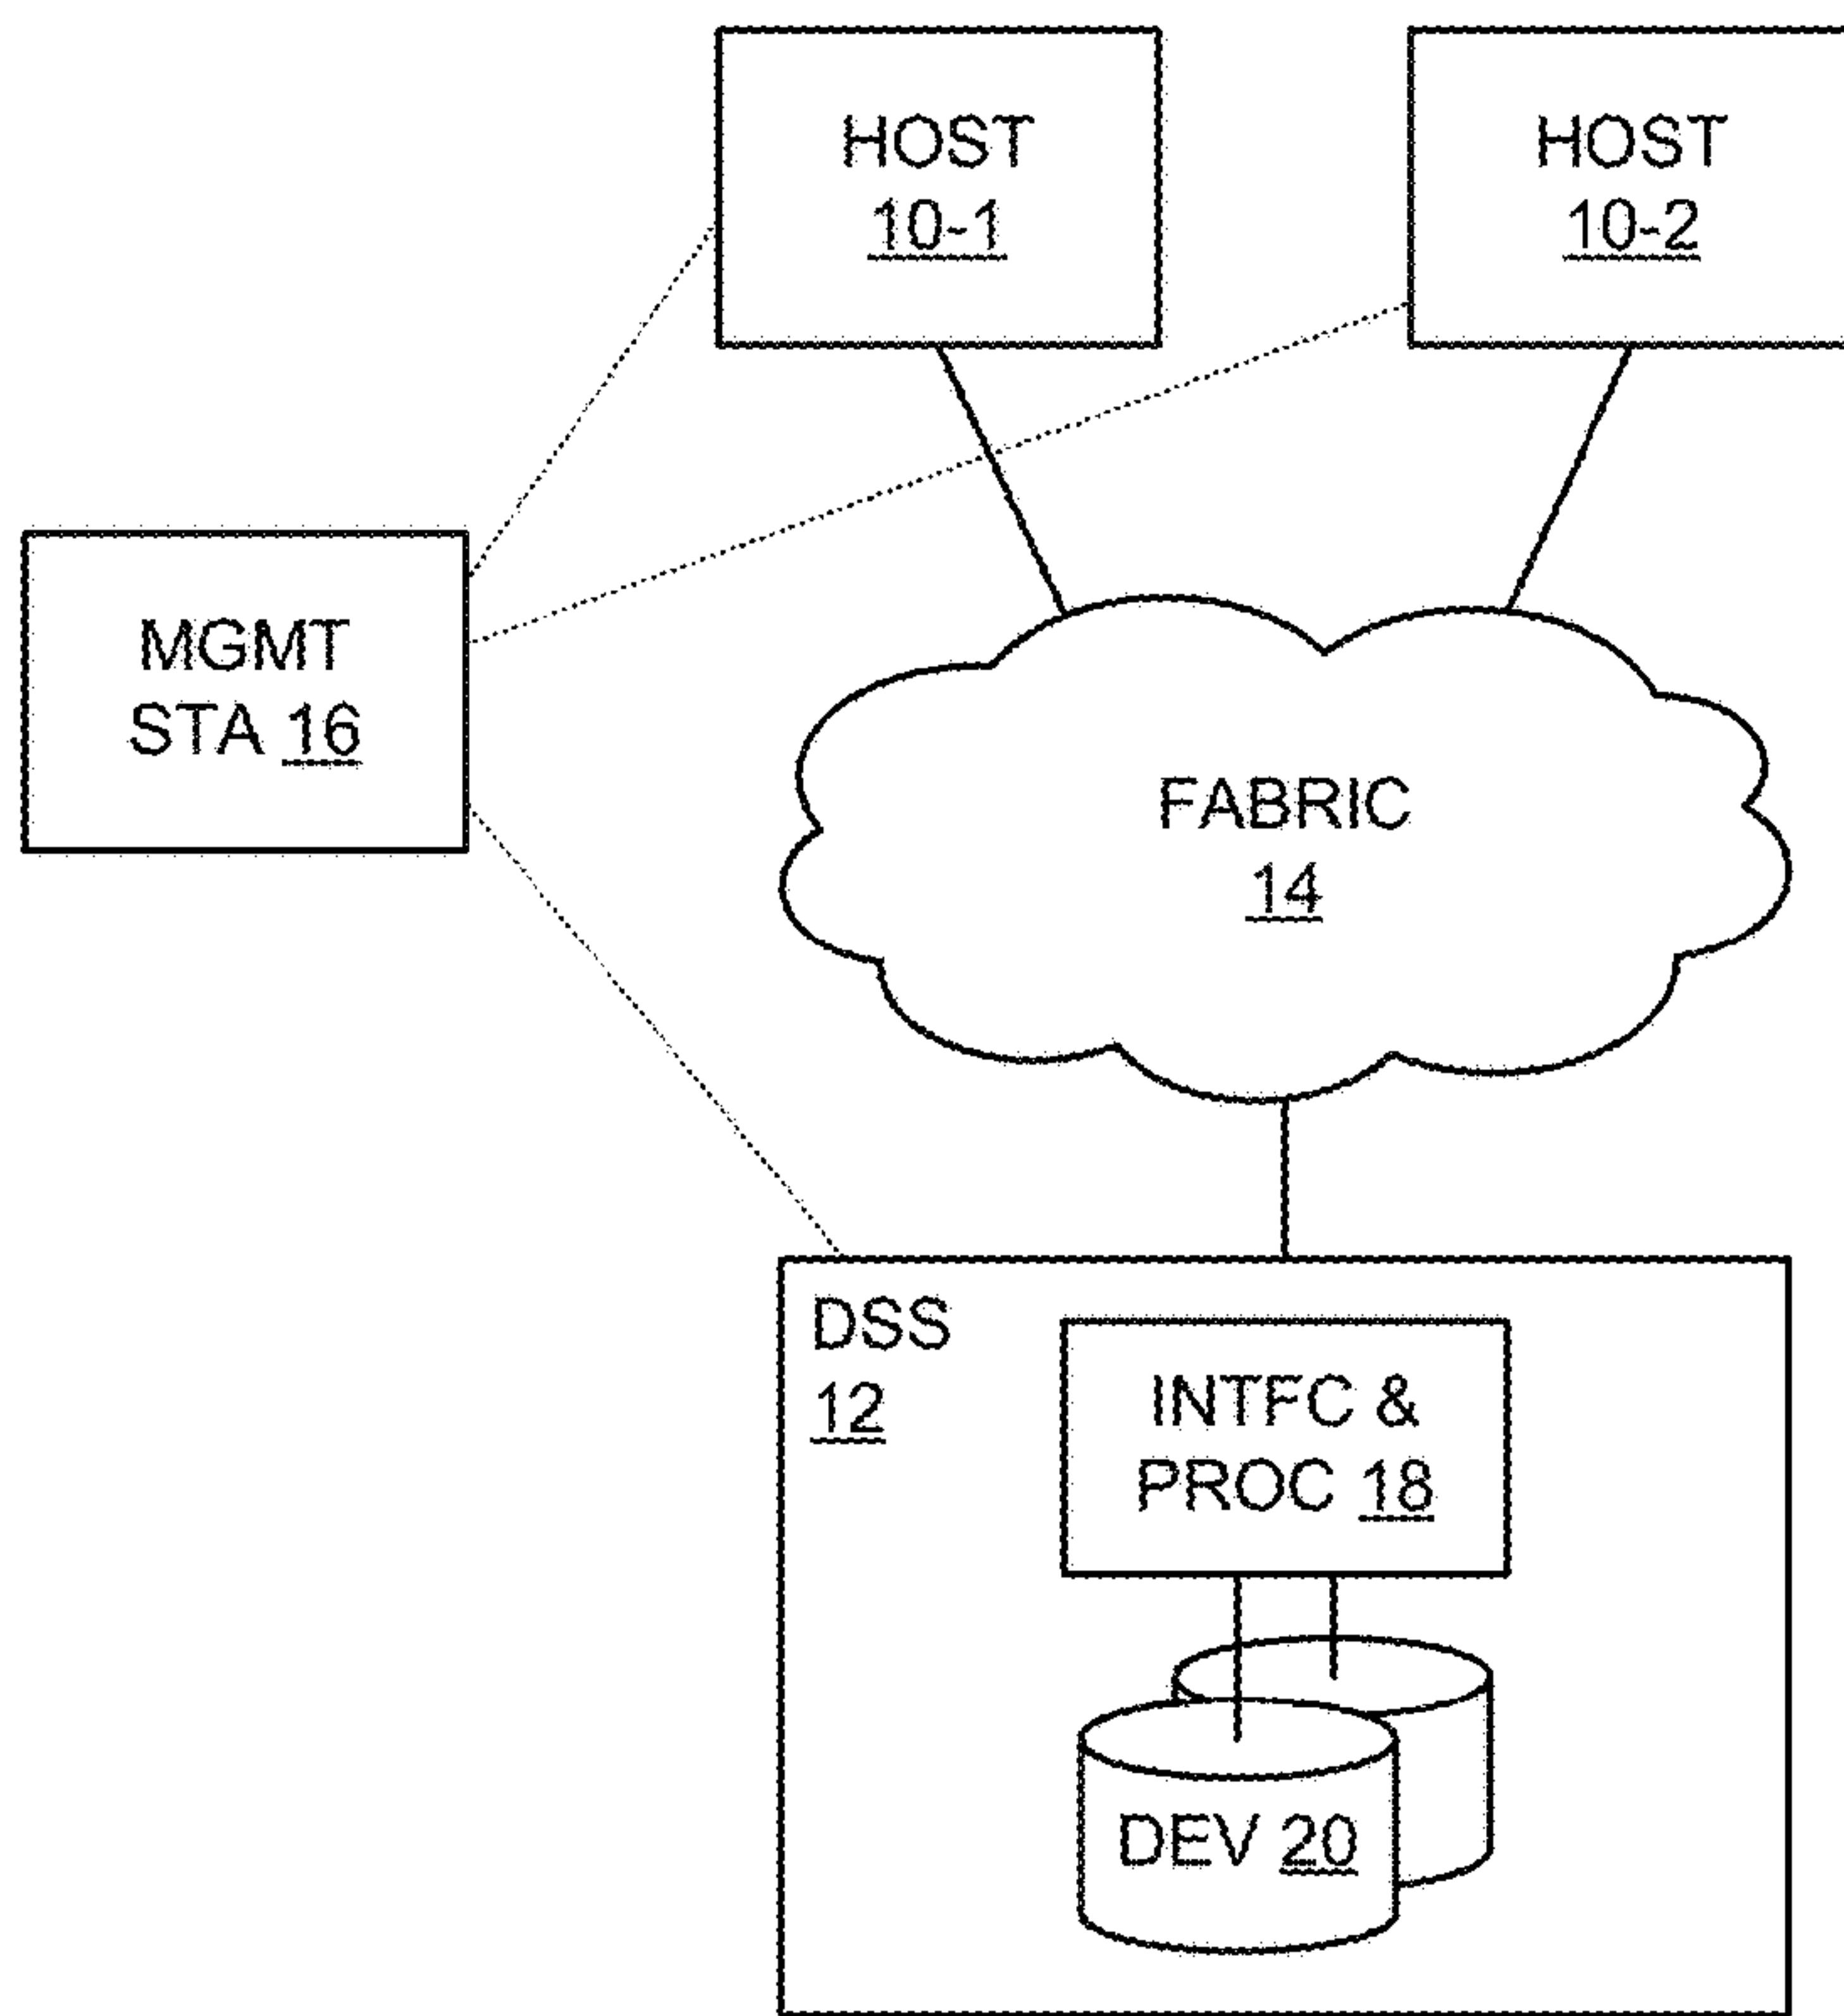 HOST
10-1
HOST
10-2
MGMT
STA 16
FABRIC
14
DSS
12
INTFC &
PROC 18
DEV 20